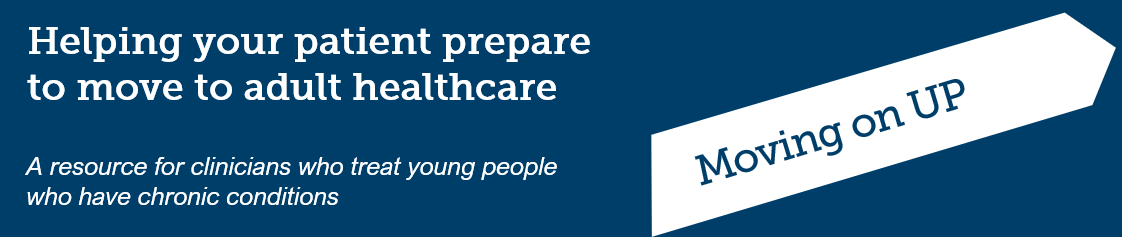 Helping your patient prepare
to move to adult healthcare
A resource for clinicians who treat young people
who have chronic conditions
Moving on UP